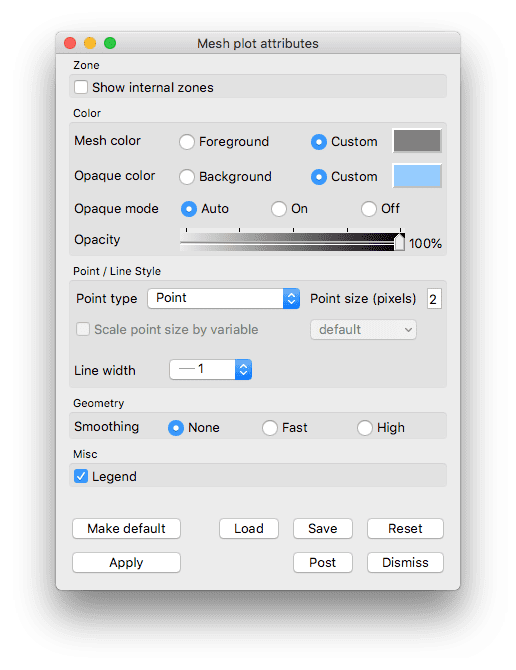 Mesh plot attributes
Zone
Show internal zones
Color
Mesh color Foreground Custom
Opaque color Background Custom
Opaque mode Auto On Off
Opacity 100%
Point / Line Style
Point type Point Point size (pixels) 2
Scale point size by variable default
Line width 1
Geometry
Smoothing None Fast High
Misc
Legend
Make default Load Save Reset
Apply Post Dismiss